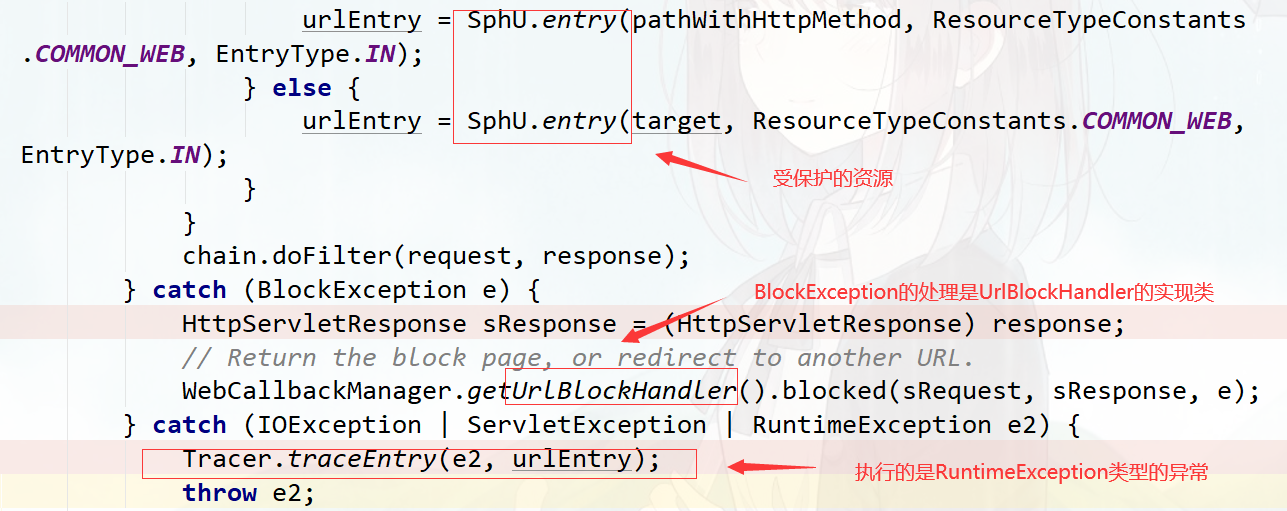 urlEntry = SphU.entry(pathWithHttpMethod, ResourceTypeConstants
.COMMON_WEB, EntryType.IN);
} else {
urlEntry = SphU.entry(target, ResourceTypeConstants.COMMON_WEB,
EntryType.IN);
受保护的资源
}
}
chain.doFilter(request, response);
} catch (BlockException e) {
BlockException的处理是UrlBlockHandler的实现类
HttpServletResponse sResponse = (HttpServletResponse) response;
// Return the block page, or redirect to another URL.
WebCallbackManager.getUrlBlockHandler().blocked(sRequest, sResponse, e);
} catch (IOException | ServletException | RuntimeException e2) {
Tracer.traceEntry(e2, urlEntry);
执行的是RuntimeException类型的异常
throw e2;